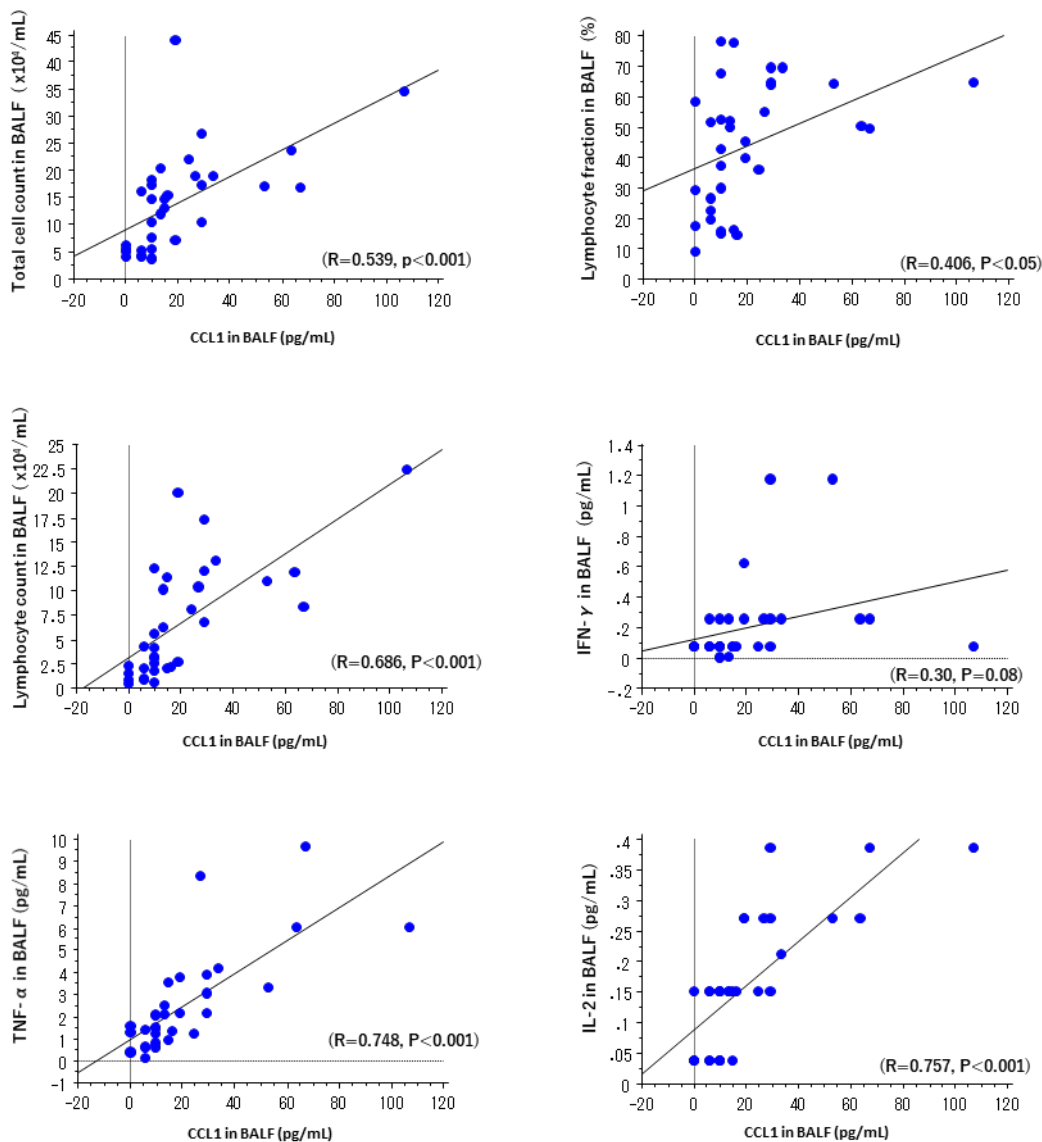 Total cell count in BALF (x10⁴/mL)
45
40
35
30
25
20
15
10
5
0
-20 0 20 40 60 80 100 120
(R=0.539, p<0.001)
CCL1 in BALF (pg/mL)
Lymphocyte fraction in BALF (%)
80
70
60
50
40
30
20
10
0
-20 0 20 40 60 80 100 120
(R=0.406, P<0.05)
CCL1 in BALF (pg/mL)
Lymphocyte count in BALF (x10⁴/mL)
25
22.5
20
17.5
15
12.5
10
7.5
5
2.5
0
-20 0 20 40 60 80 100 120
(R=0.686, P<0.001)
CCL1 in BALF (pg/mL)
IFN-γ in BALF (pg/mL)
1.4
1.2
1
.8
.6
.4
.2
0
-.2
-20 0 20 40 60 80 100 120
(R=0.30, P=0.08)
CCL1 in BALF (pg/mL)
TNF-α in BALF (pg/mL)
10
9
8
7
6
5
4
3
2
1
0
-1
-20 0 20 40 60 80 100 120
(R=0.748, P<0.001)
CCL1 in BALF (pg/mL)
IL-2 in BALF (pg/mL)
.4
.35
.3
.25
.2
.15
.1
.05
0
-20 0 20 40 60 80 100 120
(R=0.757, P<0.001)
CCL1 in BALF (pg/mL)